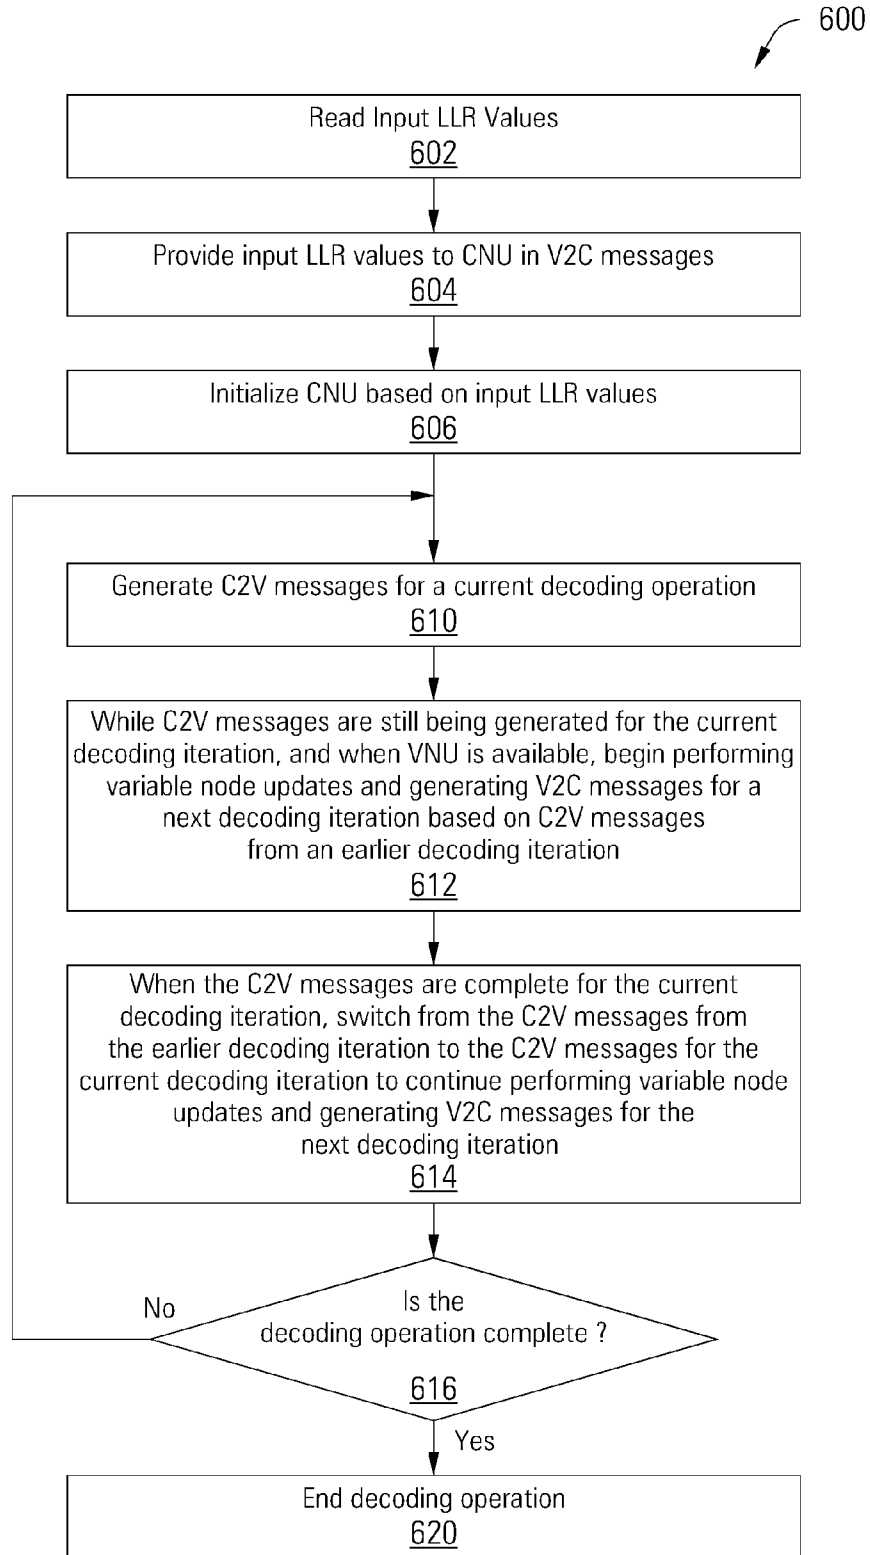 600
Read Input LLR Values
602
Provide input LLR values to CNU in V2C messages
604
Initialize CNU based on input LLR values
606
Generate C2V messages for a current decoding operation
610
While C2V messages are still being generated for the current
decoding iteration, and when VNU is available, begin performing
variable node updates and generating V2C messages for a
next decoding iteration based on C2V messages
from an earlier decoding iteration
612
When the C2V messages are complete for the current
decoding iteration, switch from the C2V messages from
the earlier decoding iteration to the C2V messages for the
current decoding iteration to continue performing variable node
updates and generating V2C messages for the
next decoding iteration
614
No
Is the
decoding operation complete ?
616
Yes
End decoding operation
620